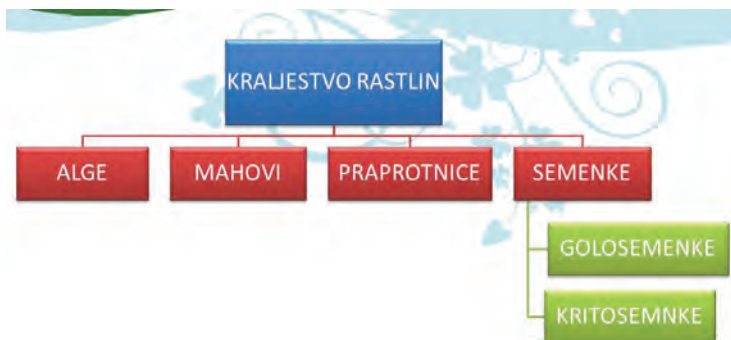 KRALJESTVO RASTLIN
ALGE
MAHOVI
PRAPROTNICE
SEMENKE
GOLOSEMENKE
KRITOSEMNKE